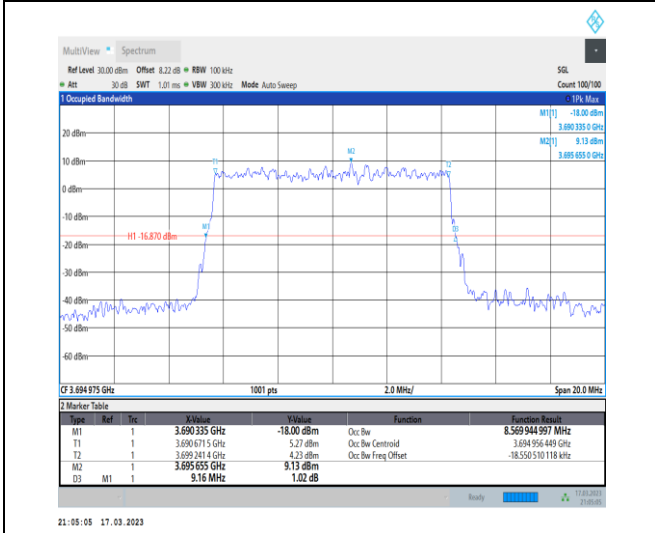 MultiView Spectrum
Ref Level 30.00 dBm Offset 8.22 dB RBW 100 kHz SGL
Att 30 dB SWT 1.01 ms VBW 300 kHz Mode Auto Sweep Count 100/100
1 Occupied Bandwidth 1Pk Max
M1[1] -18.00 dBm
3.690 335 0 GHz
M2[1] 9.13 dBm
3.695 655 0 GHz
20 dBm
M2
10 dBm
T1 T2
0 dBm
-10 dBm
M1 D3
H1 -16.870 dBm
-20 dBm
-30 dBm
-40 dBm
-50 dBm
-60 dBm
CF 3.694 975 GHz 1001 pts 2.0 MHz/ Span 20.0 MHz
2 Marker Table
Type Ref Trc X-Value Y-Value Function Function Result
M1 1 3.690 335 GHz -18.00 dBm Occ Bw 8.569 944 997 MHz
T1 1 3.690 671 5 GHz 5.27 dBm Occ Bw Centroid 3.694 956 449 GHz
T2 1 3.699 241 4 GHz 4.23 dBm Occ Bw Freq Offset -18.550 510 118 kHz
M2 1 3.695 655 GHz 9.13 dBm
D3 M1 1 9.16 MHz 1.02 dB
Ready 17.03.2023
21:05:05
21:05:05 17.03.2023